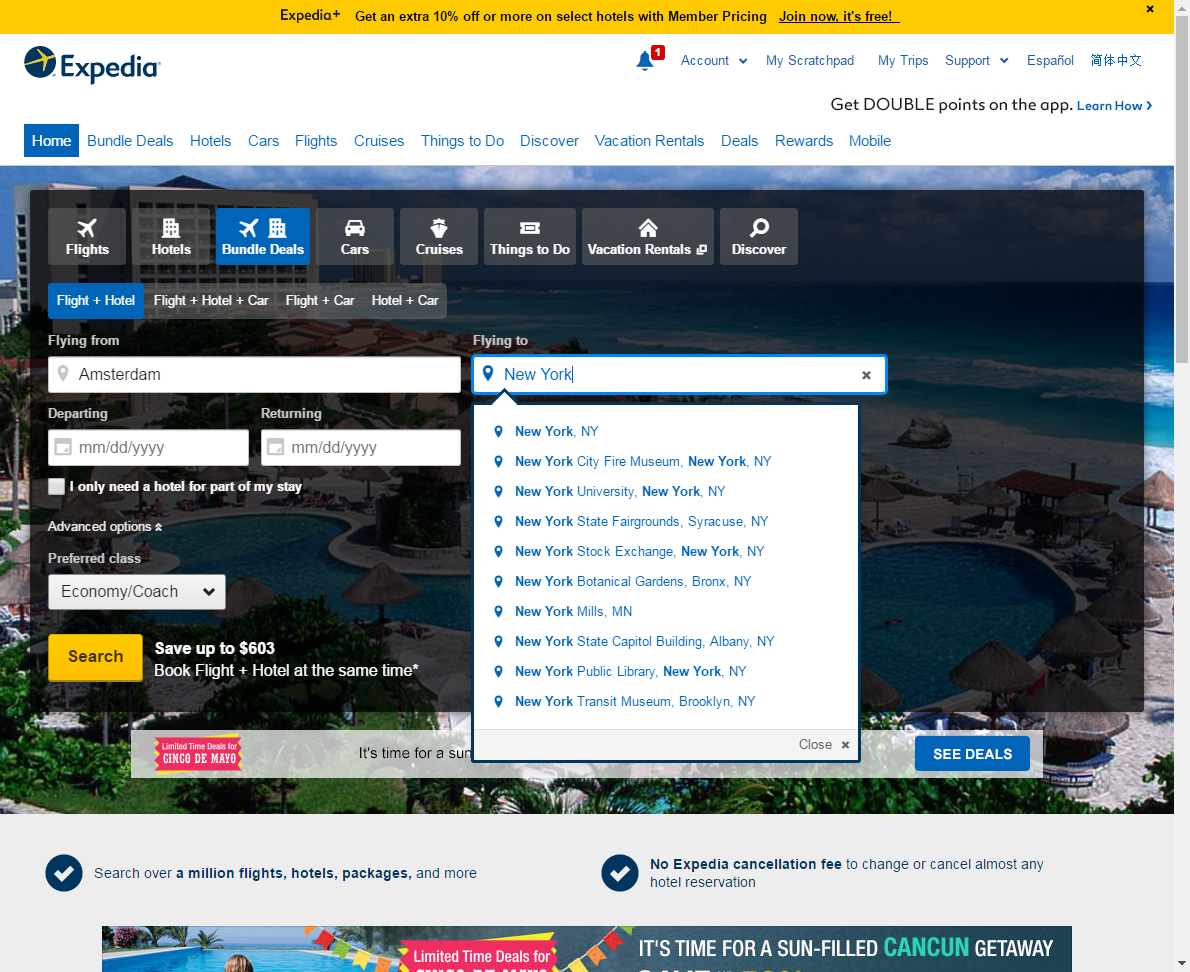 Expedia+ Get an extra 10% off or more on select hotels with Member Pricing Join now, it's free!
Expedia
1 Account My Scratchpad My Trips Support Español 简体中文
Get DOUBLE points on the app. Learn How ›
Home Bundle Deals Hotels Cars Flights Cruises Things to Do Discover Vacation Rentals Deals Rewards Mobile
Flights Hotels Bundle Deals Cars Cruises Things to Do Vacation Rentals Discover
Flight + Hotel Flight + Hotel + Car Flight + Car Hotel + Car
Flying from Flying to
Amsterdam New York
Departing Returning
mm/dd/yyyy mm/dd/yyyy
I only need a hotel for part of my stay
Advanced options
Preferred class
Economy/Coach
Search
Save up to $603
Book Flight + Hotel at the same time*
New York, NY
New York City Fire Museum, New York, NY
New York University, New York, NY
New York State Fairgrounds, Syracuse, NY
New York Stock Exchange, New York, NY
New York Botanical Gardens, Bronx, NY
New York Mills, MN
New York State Capitol Building, Albany, NY
New York Public Library, New York, NY
New York Transit Museum, Brooklyn, NY
Close
Limited Time Deals for
CINCO DE MAYO
It's time for a sun
SEE DEALS
Search over a million flights, hotels, packages, and more
No Expedia cancellation fee to change or cancel almost any
hotel reservation
Limited Time Deals for
IT'S TIME FOR A SUN-FILLED CANCUN GETAWAY